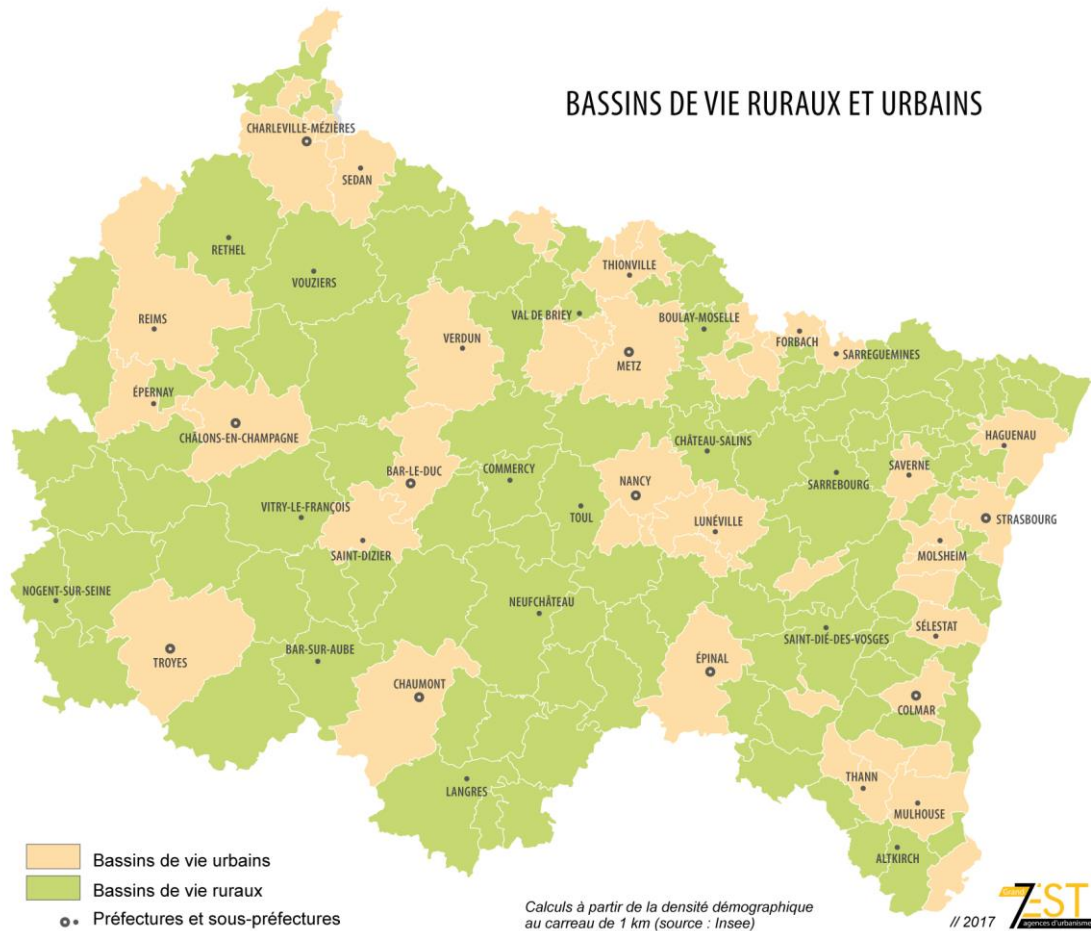 BASSINS DE VIE RURAUX ET URBAINS
CHARLEVILLE-MÉZIÈRES
SEDAN
RETHEL
VOUZIERS
THIONVILLE
REIMS
VAL DE BRIEY
BOULAY-MOSELLE
FORBACH
VERDUN
SARREGUEMINES
METZ
ÉPERNAY
CHÂLONS-EN-CHAMPAGNE
CHÂTEAU-SALINS
HAGUENAU
BAR-LE-DUC
COMMERCY
NANCY
SARREBOURG
SAVERNE
VITRY-LE-FRANÇOIS
TOUL
LUNÉVILLE
STRASBOURG
SAINT-DIZIER
MOLSHEIM
NOGENT-SUR-SEINE
NEUFCHÂTEAU
SÉLESTAT
SAINT-DIÉ-DES-VOSGES
TROYES
BAR-SUR-AUBE
ÉPINAL
CHAUMONT
COLMAR
LANGRES
THANN
MULHOUSE
ALTKIRCH
Bassins de vie urbains
Bassins de vie ruraux
Préfectures et sous-préfectures
Calculs à partir de la densité démographique
au carreau de 1 km (source : Insee)
// 2017
Grand
7EST
agences d'urbanisme